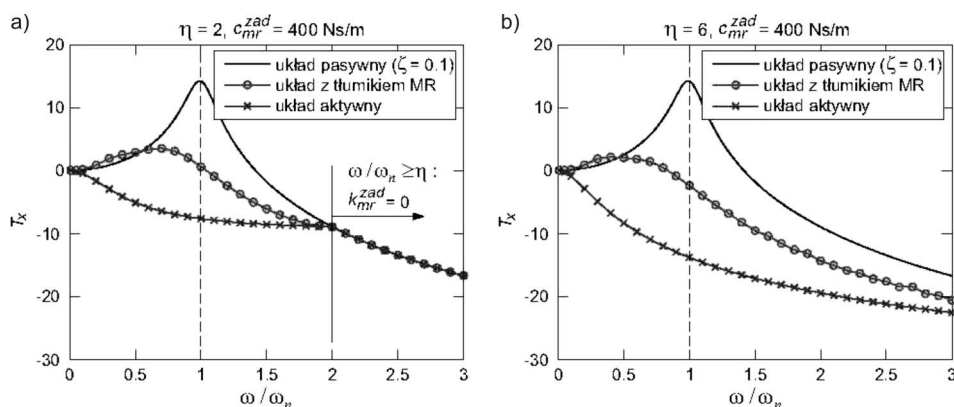 a)
η = 2, c_mr^zad = 400 Ns/m
układ pasywny (ζ = 0.1)
układ z tłumikiem MR
układ aktywny
ω/ω_n ≥ η :
k_mr^zad = 0
T_x
20
10
0
-10
-20
-30
0 0.5 1 1.5 2 2.5 3
ω/ω_n
b)
η = 6, c_mr^zad = 400 Ns/m
układ pasywny (ζ = 0.1)
układ z tłumikiem MR
układ aktywny
T_x
20
10
0
-10
-20
-30
0 0.5 1 1.5 2 2.5 3
ω/ω_n